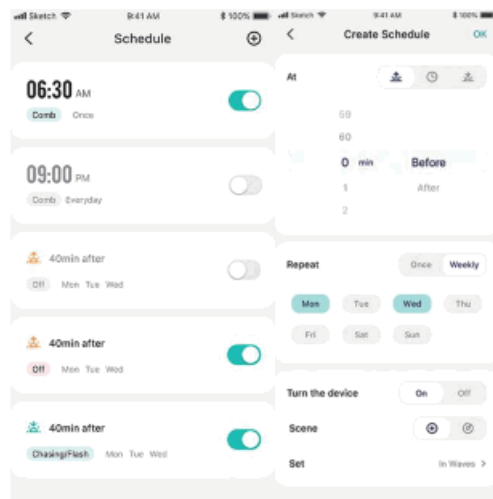 Sketch 9:41 AM 100%
Schedule
06:30 AM
Comb Once
09:00 PM
Comb Everyday
40min after
Off Mon Tue Wed
40min after
Off Mon Tue Wed
40min after
Chasing/Flash Mon Tue Wed
Sketch 9:41 AM 100%
Create Schedule OK
At
59
60
0 min Before
1 After
2
Repeat Once Weekly
Mon Tue Wed Thu
Fri Sat Sun
Turn the device On Off
Scene
Set In Waves >